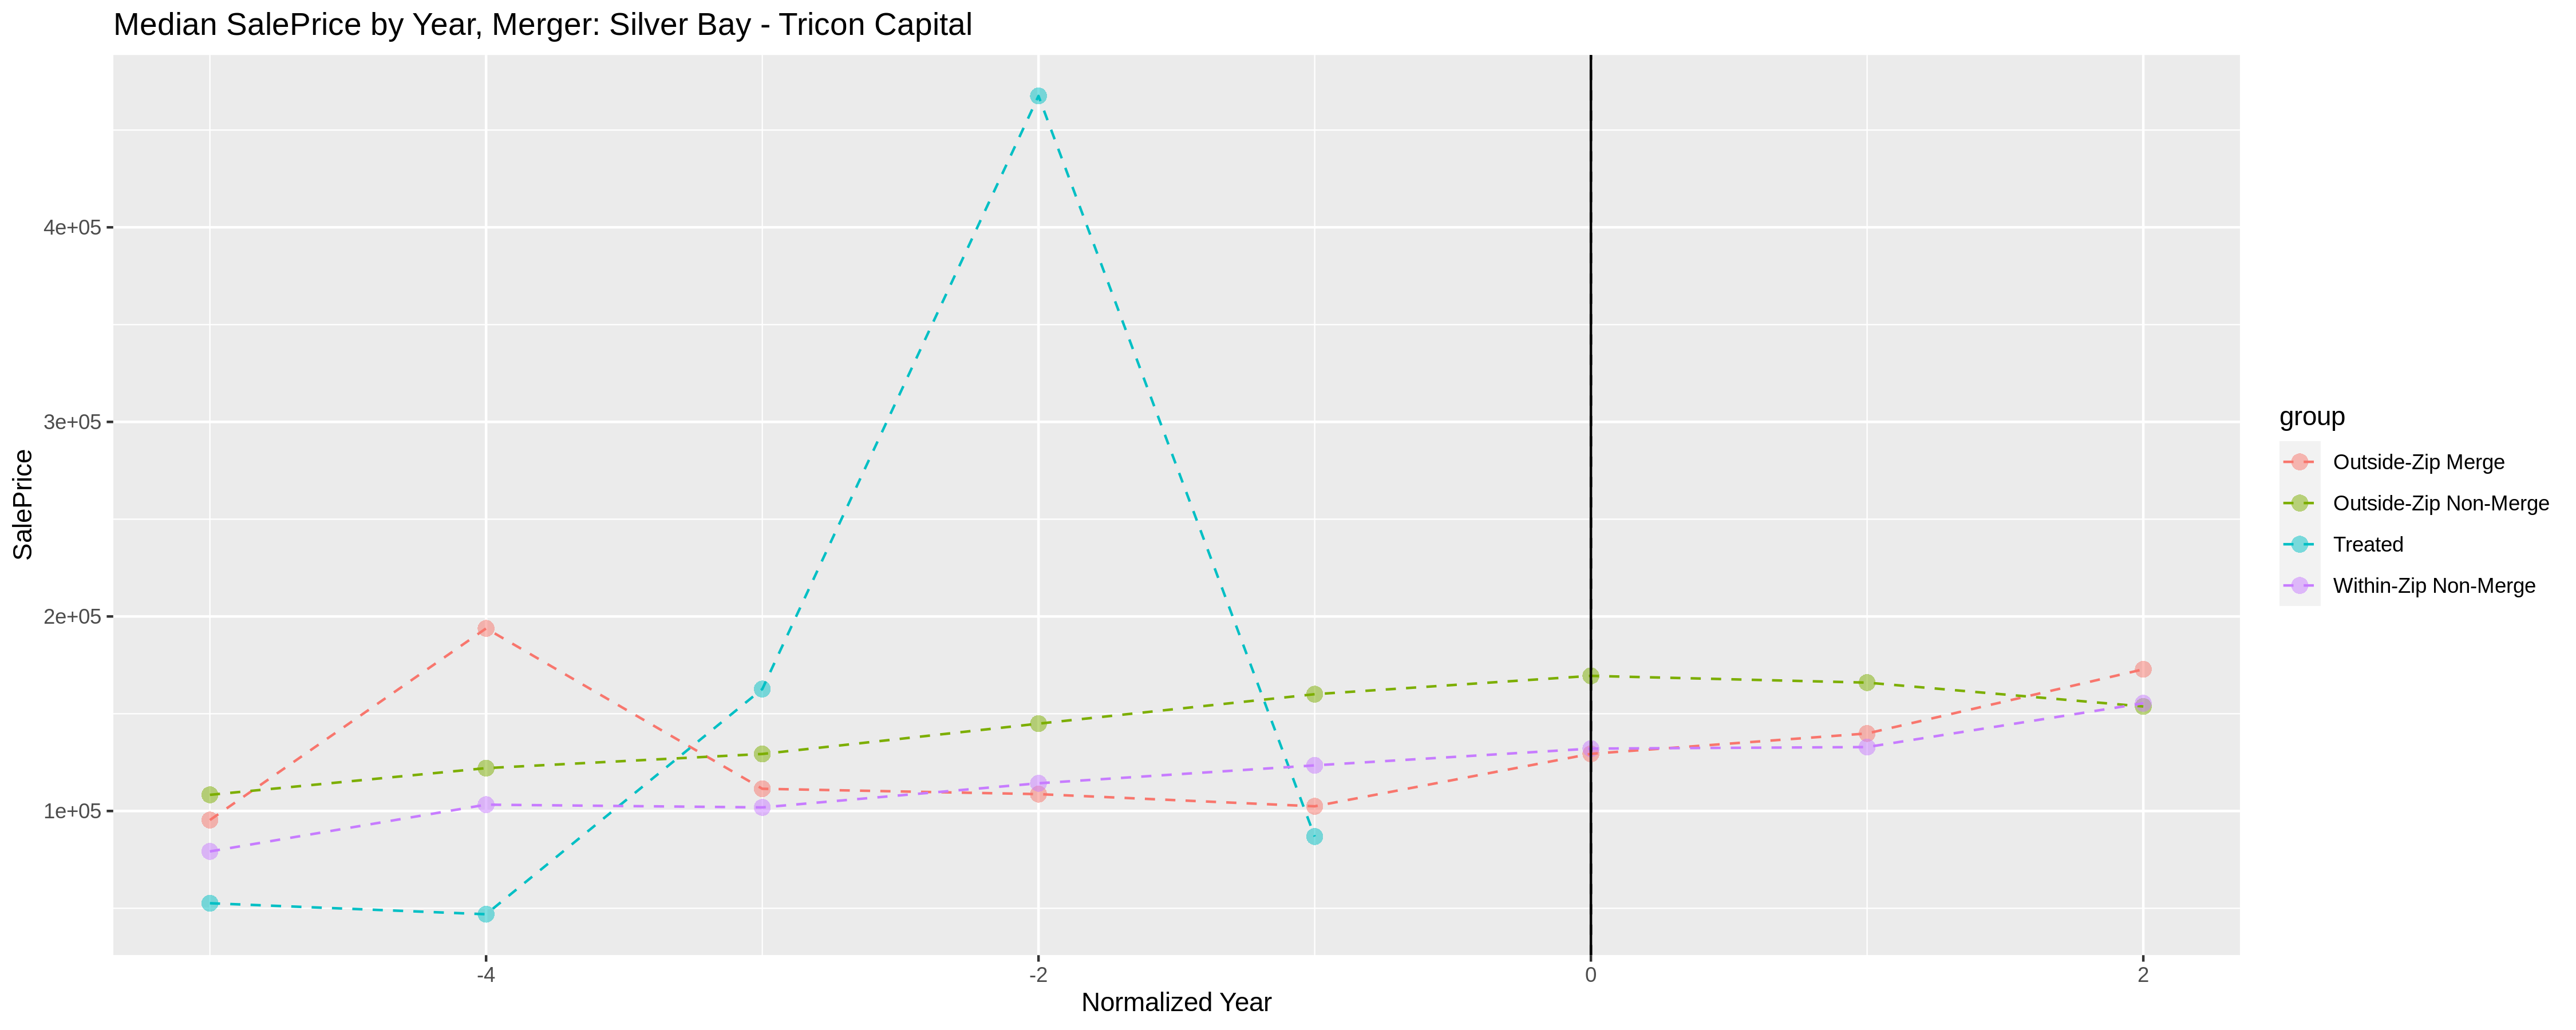 Median SalePrice by Year, Merger: Silver Bay - Tricon Capital
4e+05
3e+05
2e+05
1e+05
SalePrice
-4
-2
0
2
Normalized Year
group
Outside-Zip Merge
Outside-Zip Non-Merge
Treated
Within-Zip Non-Merge